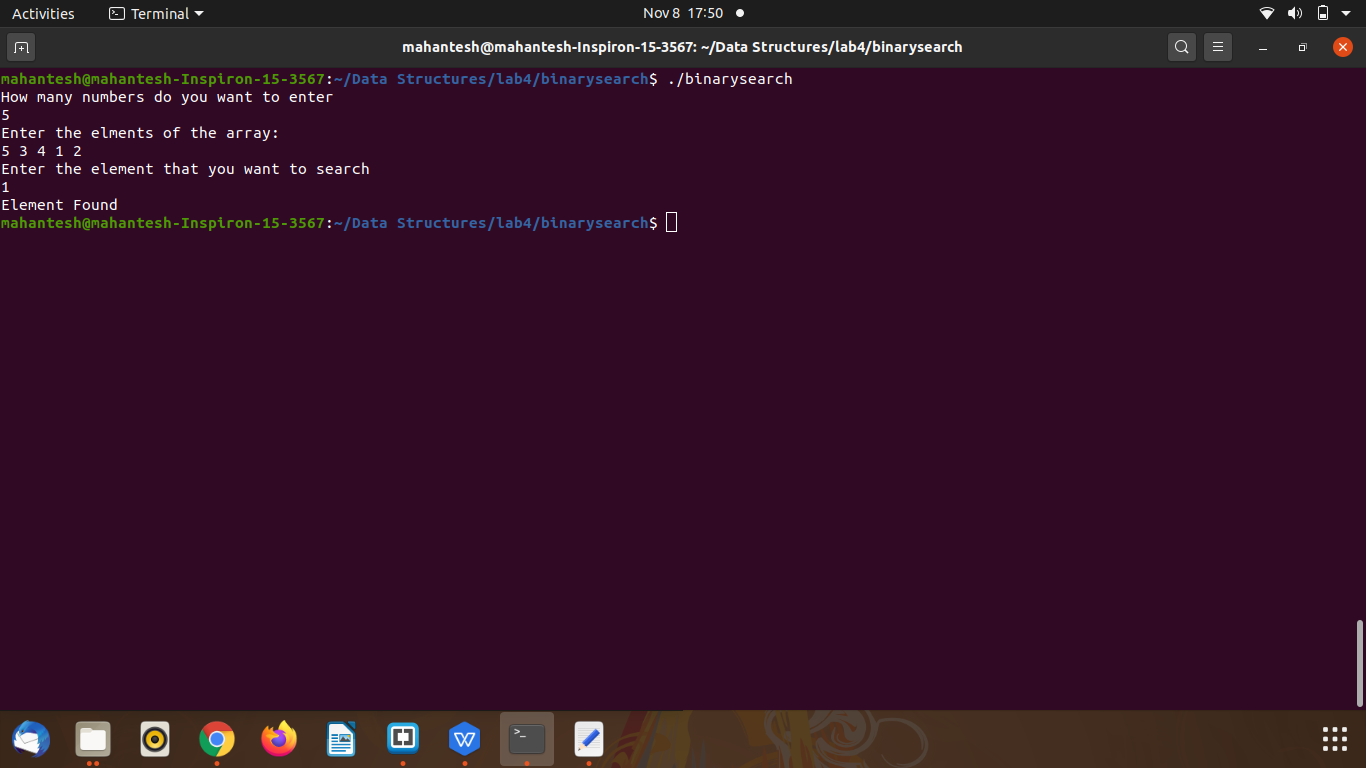 Activities
Terminal
Nov 8 17:50
mahantesh@mahantesh-Inspiron-15-3567: ~/Data Structures/lab4/binarysearch
mahantesh@mahantesh-Inspiron-15-3567:~/Data Structures/lab4/binarysearch$ ./binarysearch
How many numbers do you want to enter
5
Enter the elments of the array:
5 3 4 1 2
Enter the element that you want to search
1
Element Found
mahantesh@mahantesh-Inspiron-15-3567:~/Data Structures/lab4/binarysearch$